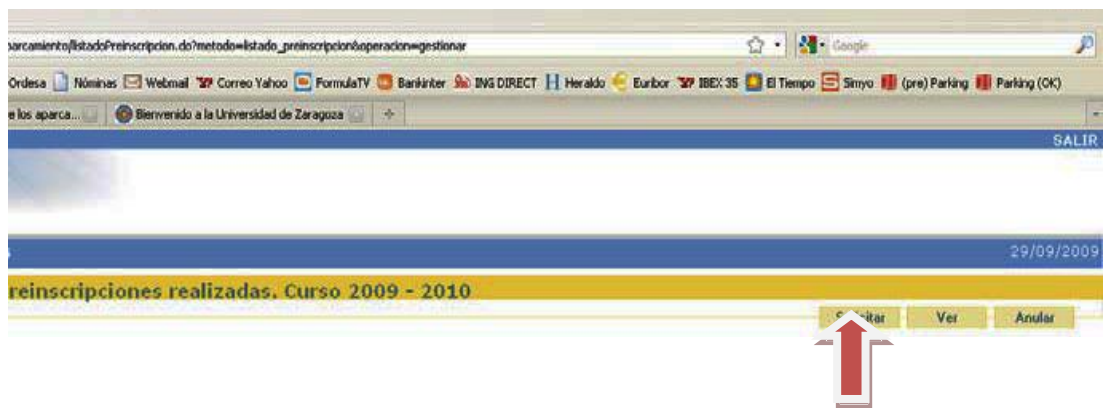 parcamiento/listadoPreinscripcion.do?metodo=listado_preinscripcion&operacion=gestionar Google
Ordesa Nóminas Webmail Correo Yahoo FormulaTV Bankinter ING DIRECT Heraldo Euribor IBEX 35 El Tiempo Simyo (pre) Parking Parking (OK)
e los aparca... Bienvenido a la Universidad de Zaragoza
SALIR
29/09/2009
reinscripciones realizadas. Curso 2009 - 2010
Ver Anular